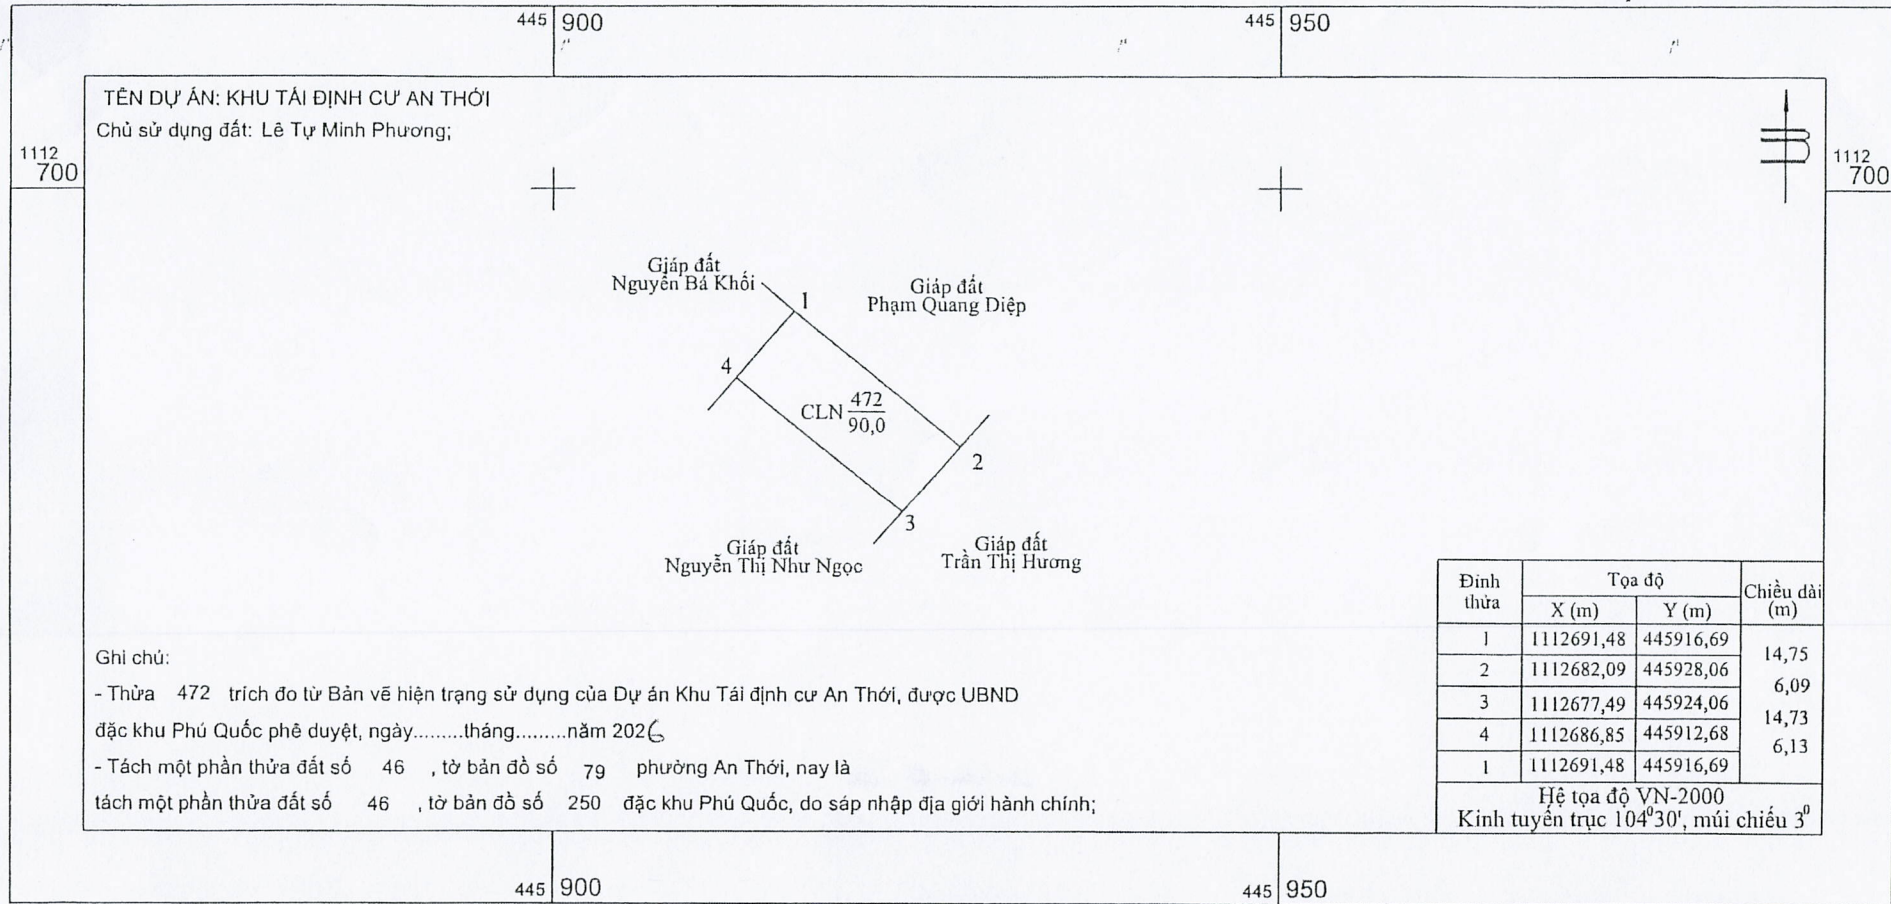 445 900
445 950
TÊN DỰ ÁN: KHU TÁI ĐỊNH CƯ AN THỚI
Chủ sử dụng đất: Lê Tự Minh Phương;
1112
700
1112
700
Giáp đất
Nguyễn Bá Khối
Giáp đất
Phạm Quang Diệp
1
4
CLN 472
90,0
2
3
Giáp đất
Nguyễn Thị Như Ngọc
Giáp đất
Trần Thị Hương
Đỉnh thửa Tọa độ Chiều dài (m)
X (m) Y (m)
1 1112691,48 445916,69
14,75
2 1112682,09 445928,06
6,09
3 1112677,49 445924,06
14,73
4 1112686,85 445912,68
6,13
1 1112691,48 445916,69
Hệ tọa độ VN-2000
Kinh tuyến trục 104⁰30', múi chiếu 3⁰
Ghi chú:
- Thửa 472 trích đo từ Bản vẽ hiện trạng sử dụng của Dự án Khu Tái định cư An Thới, được UBND
đặc khu Phú Quốc phê duyệt, ngày.........tháng.........năm 2026
- Tách một phần thửa đất số 46 , tờ bản đồ số 79 phường An Thới, nay là
tách một phần thửa đất số 46 , tờ bản đồ số 250 đặc khu Phú Quốc, do sáp nhập địa giới hành chính;
445 900
445 950